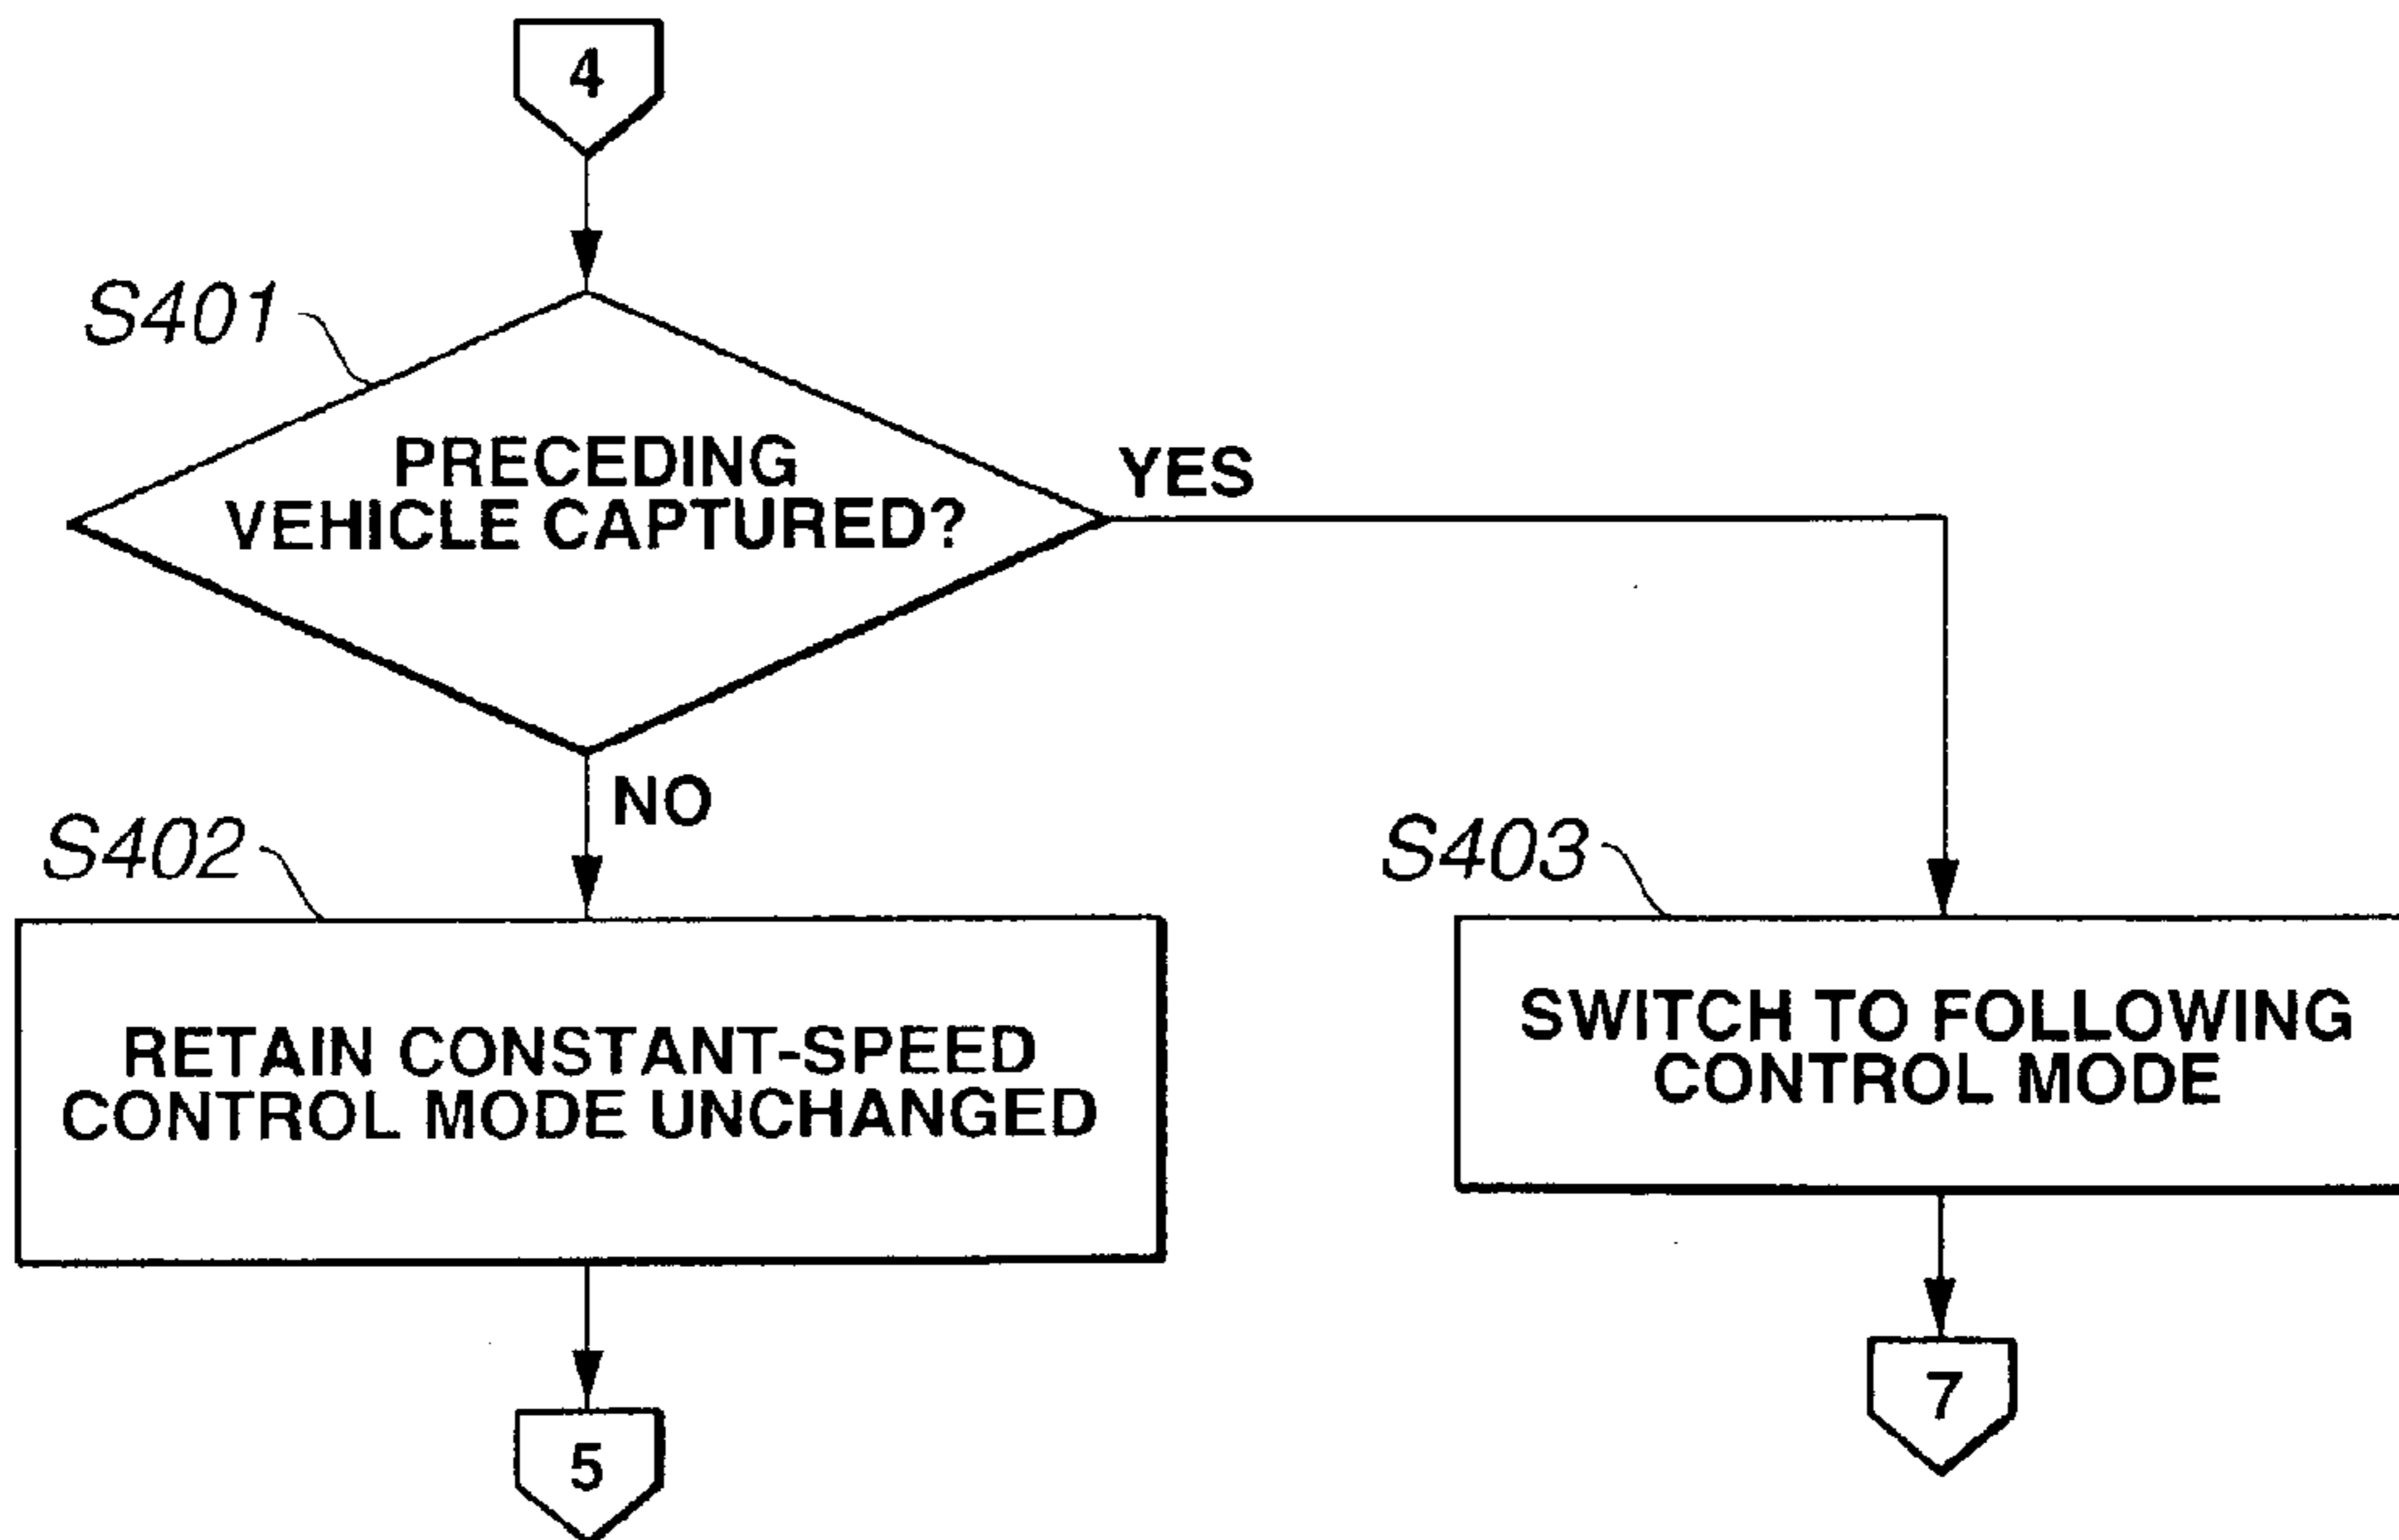 4
S401
PRECEDING
VEHICLE CAPTURED?
YES
NO
S402
S403
RETAIN CONSTANT-SPEED
CONTROL MODE UNCHANGED
SWITCH TO FOLLOWING
CONTROL MODE
5
7